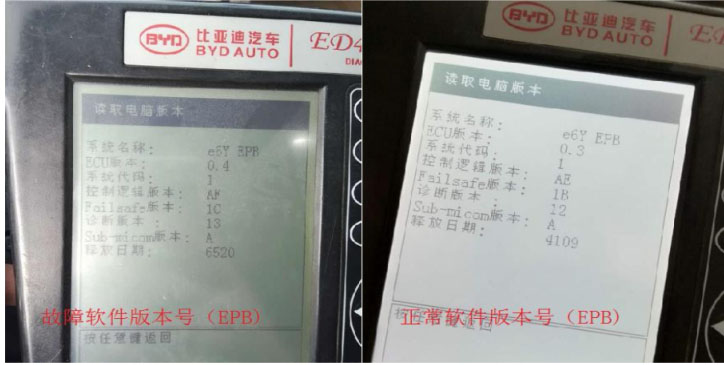 BYD 比亚迪汽车
BYD AUTO
ED4
DIA
读取电脑版本
系统名称: e6Y EPB
ECU版本: 0.4
系统代码: 1
控制逻辑版本: AF
Failsafe版本: 1C
诊断版本 : 13
Sub-micom版本: A
释放日期: 6520
故障软件版本号（EPB）
按任意键返回
BYD 比亚迪汽车
BYD AUTO
读取电脑版本
系统名称: e6Y EPB
ECU版本: 0.3
系统代码: 1
控制逻辑版本: AE
Failsafe版本: 1B
诊断版本 : 12
Sub-micom版本: A
释放日期: 4109
正常软件版本号（EPB）